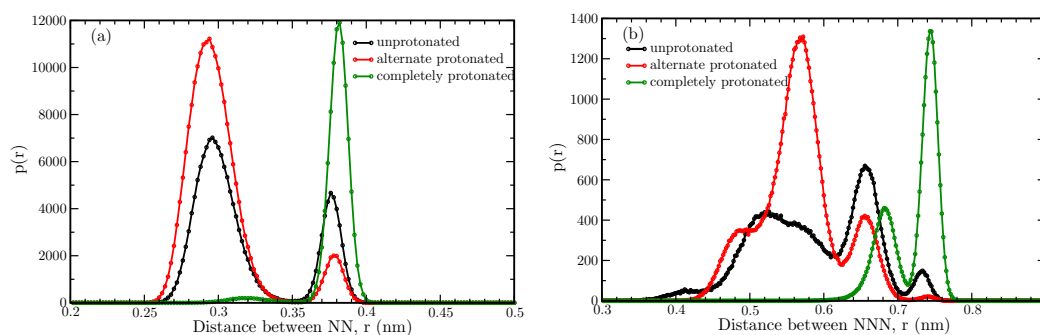 (a)
unprotonated
alternate protonated
completely protonated
p(r)
12000
10000
8000
6000
4000
2000
0
0.2 0.25 0.3 0.35 0.4 0.45 0.5
Distance between NN, r (nm)
(b)
unprotonated
alternate protonated
completely protonated
p(r)
1400
1200
1000
800
600
400
200
0
0.3 0.4 0.5 0.6 0.7 0.8
Distance between NNN, r (nm)